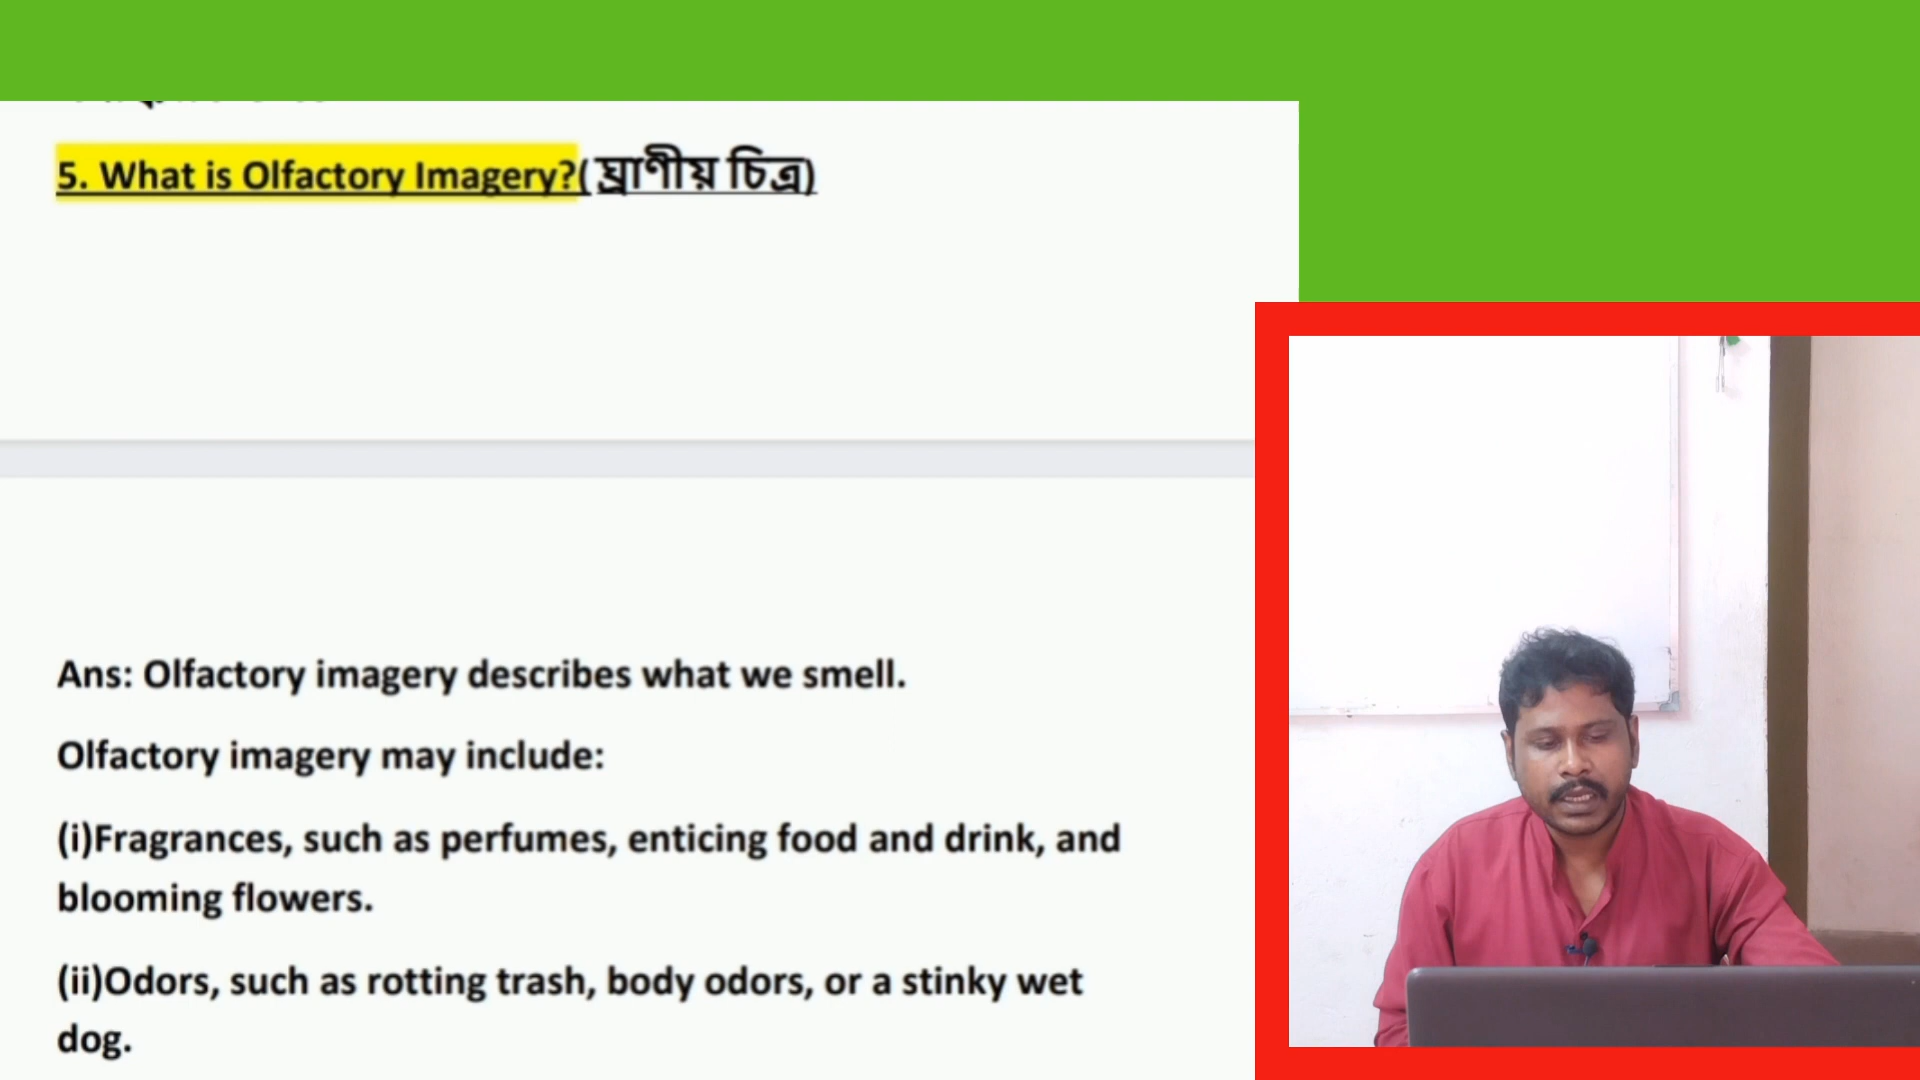 5. What is Olfactory Imagery?( ঘ্রাণীয় চিত্র)
Ans: Olfactory imagery describes what we smell.
Olfactory imagery may include:
(i)Fragrances, such as perfumes, enticing food and drink, and
blooming flowers.
(ii)Odors, such as rotting trash, body odors, or a stinky wet
dog.